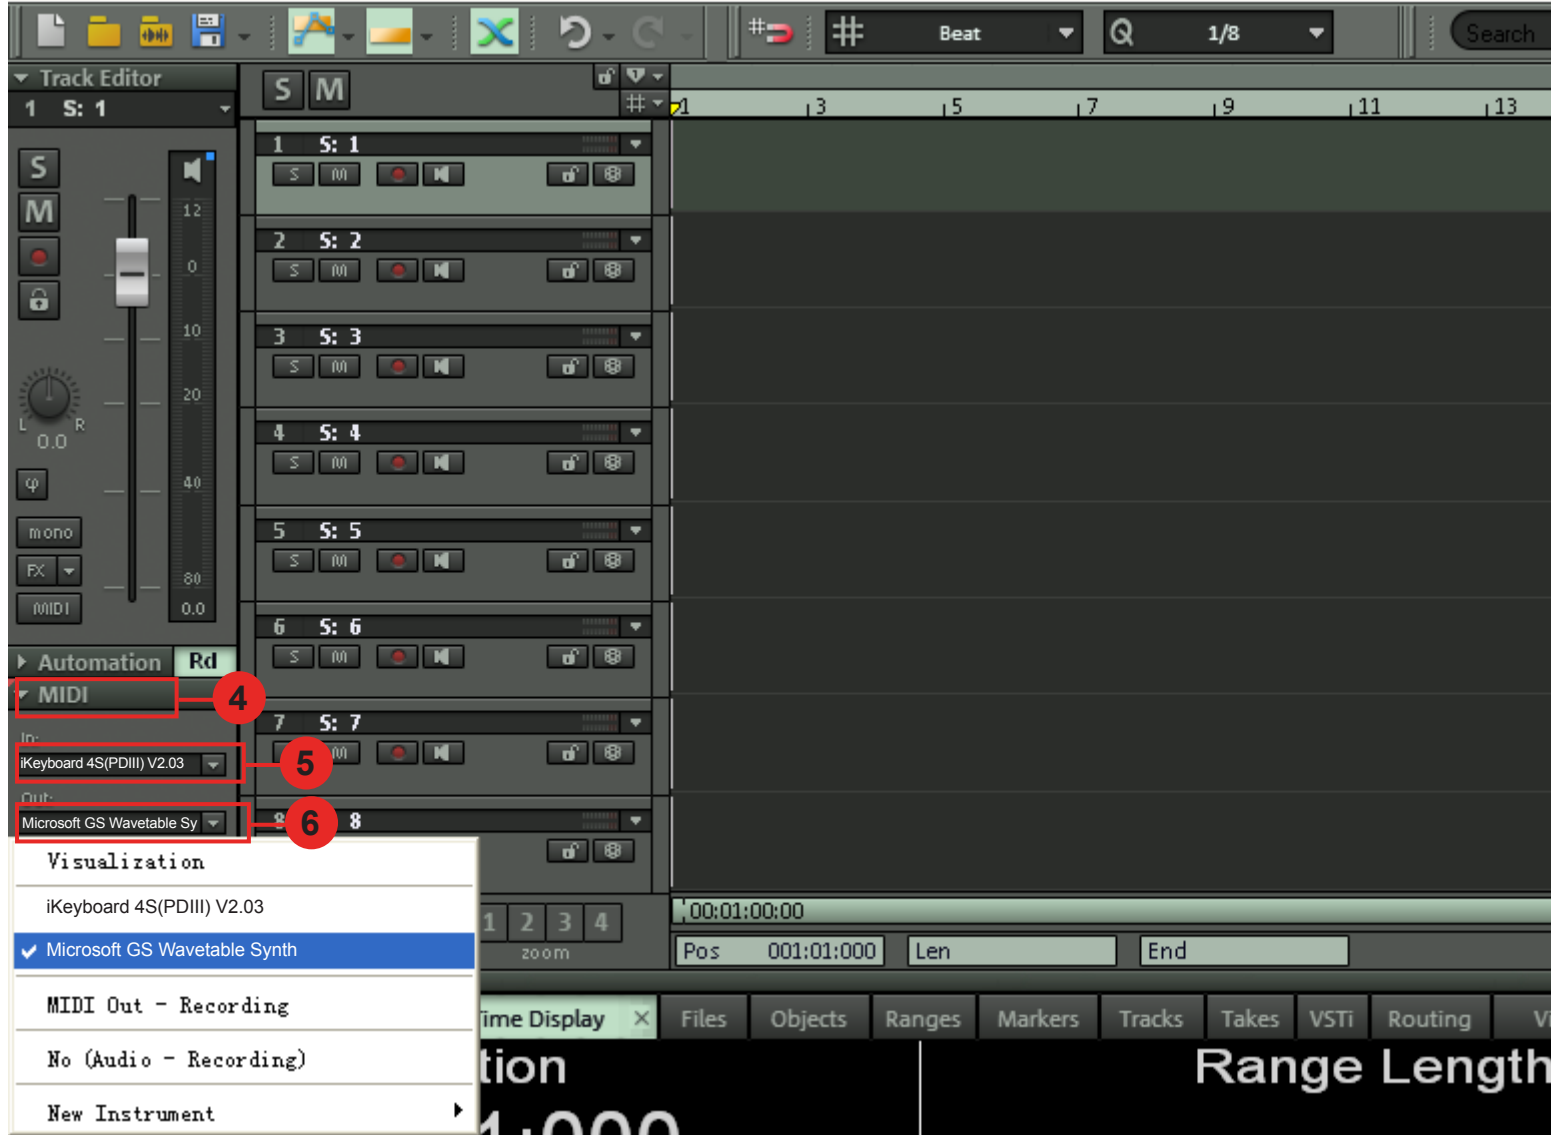 # Beat Q 1/8 Search
Track Editor
1 S: 1
S M
1 3 5 7 9 11 13
1 S: 1
S M
S
M
12
0
10
20
40
80
0.0
L R
0.0
φ
mono
FX
MIDI
2 S: 2
S M
3 S: 3
S M
4 S: 4
S M
5 S: 5
S M
6 S: 6
S M
Automation Rd
MIDI
4
7 S: 7
M
In:
iKeyboard 4S(PDIII) V2.03
5
Out:
Microsoft GS Wavetable Sy
6
8 8
Visualization
iKeyboard 4S(PDIII) V2.03
Microsoft GS Wavetable Synth
MIDI Out - Recording
No (Audio - Recording)
New Instrument
1 2 3 4
zoom
00:01:00:00
Pos 001:01:000 Len End
Time Display × Files Objects Ranges Markers Tracks Takes VSTi Routing Vi
tion
Range Length
1:000